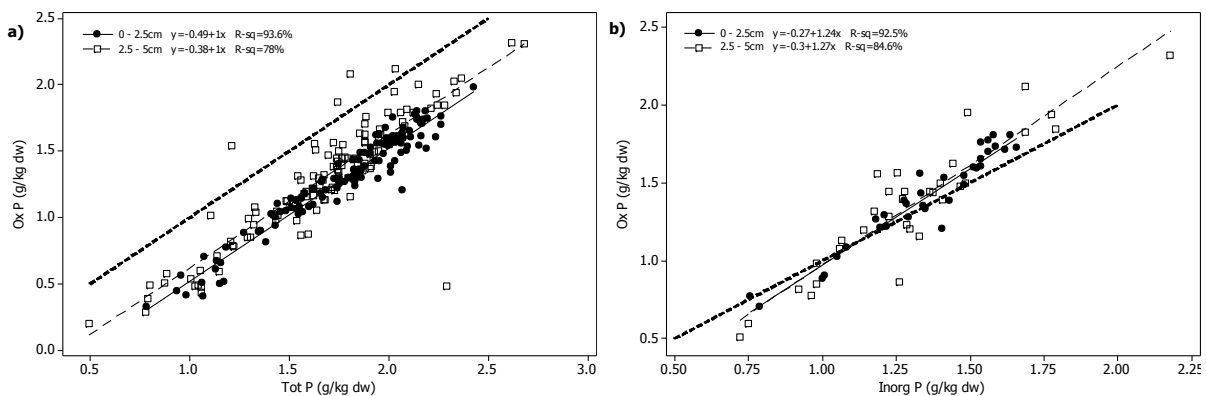 a)
0 - 2.5cm y=-0.49+1x R-sq=93.6%
2.5 - 5cm y=-0.38+1x R-sq=78%
2.5
2.0
1.5
1.0
0.5
0.0
Ox P (g/kg dw)
0.5 1.0 1.5 2.0 2.5 3.0
Tot P (g/kg dw)
b)
0 - 2.5cm y=-0.27+1.24x R-sq=92.5%
2.5 - 5cm y=-0.3+1.27x R-sq=84.6%
2.5
2.0
1.5
1.0
0.5
Ox P (g/kg dw)
0.50 0.75 1.00 1.25 1.50 1.75 2.00 2.25
Inorg P (g/kg dw)